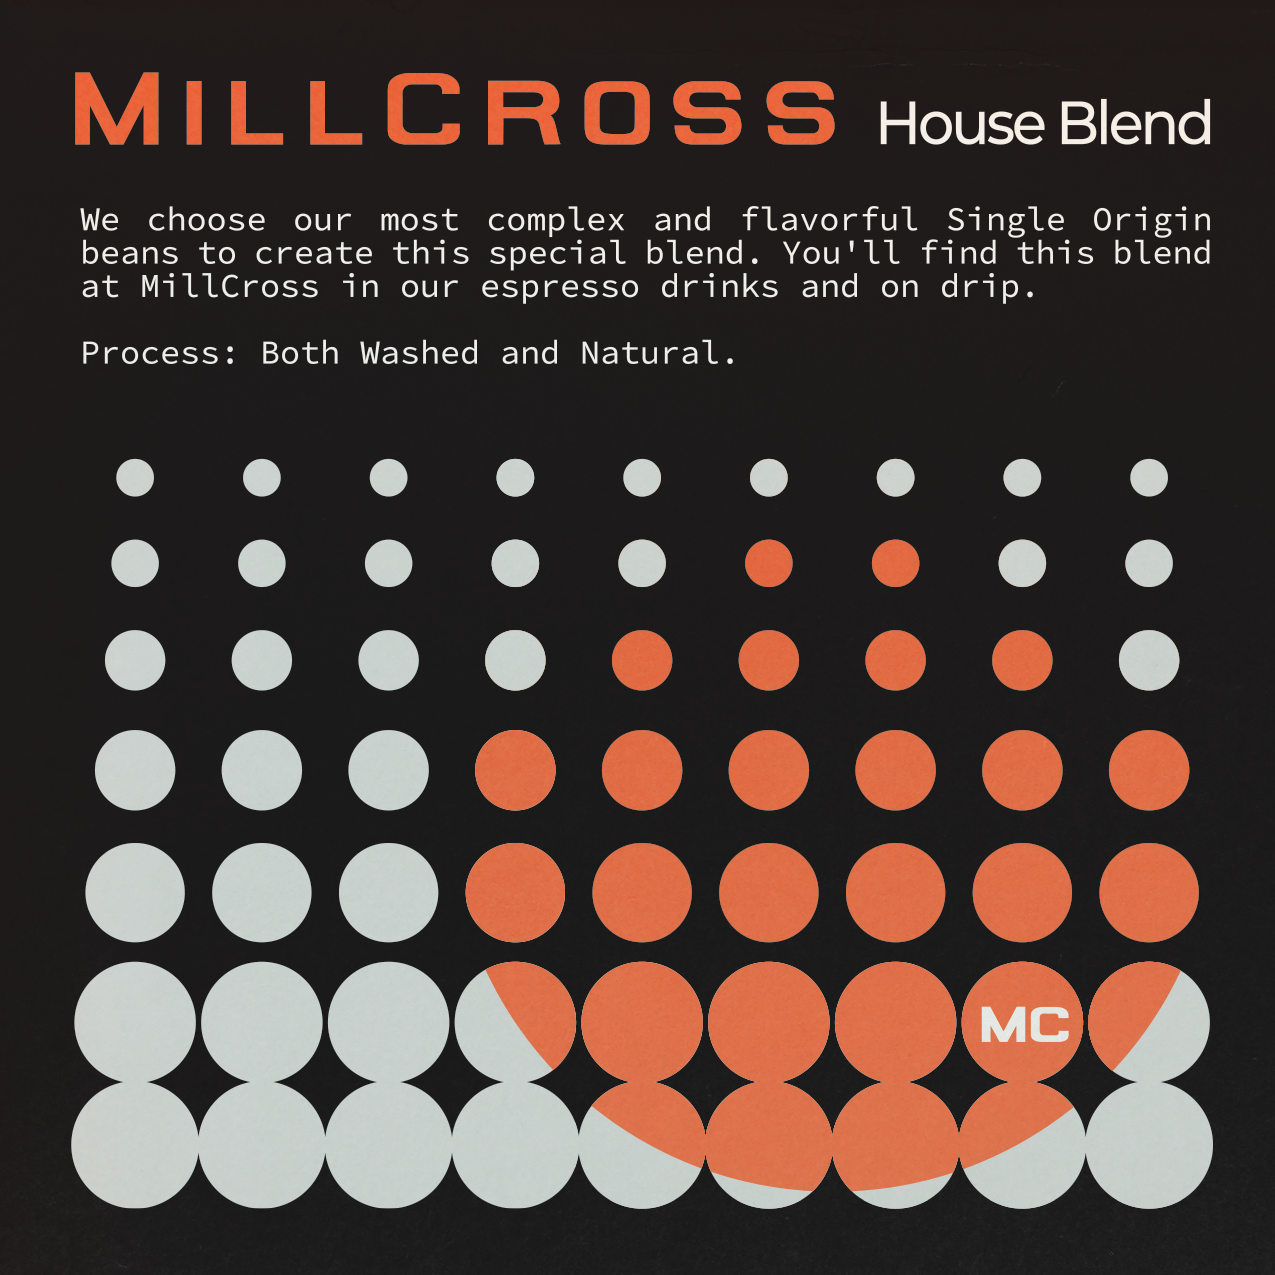 MILLCROSS House Blend
We choose our most complex and flavorful Single Origin
beans to create this special blend. You'll find this blend
at MillCross in our espresso drinks and on drip.
Process: Both Washed and Natural.
MC